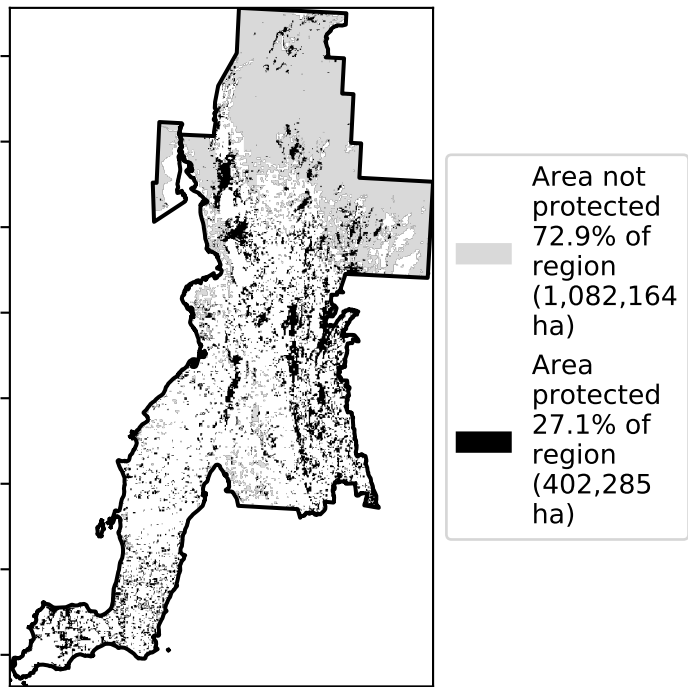 Area not
protected
72.9% of
region
(1,082,164
ha)
Area
protected
27.1% of
region
(402,285
ha)